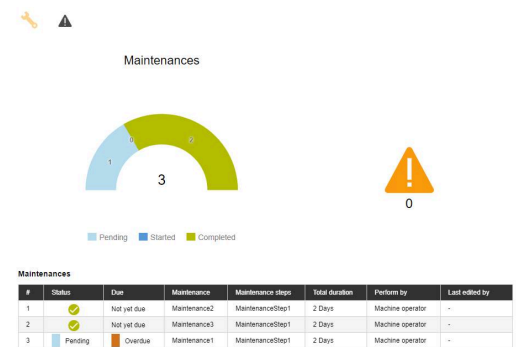 Maintenances
0
1
2
3
0
Pending Started Completed
Maintenances
# Status Due Maintenance Maintenance steps Total duration Perform by Last edited by
1 Not yet due Maintenance2 MaintenanceStep1 2 Days Machine operator -
2 Not yet due Maintenance3 MaintenanceStep1 2 Days Machine operator -
3 Pending Overdue Maintenance1 MaintenanceStep1 2 Days Machine operator -